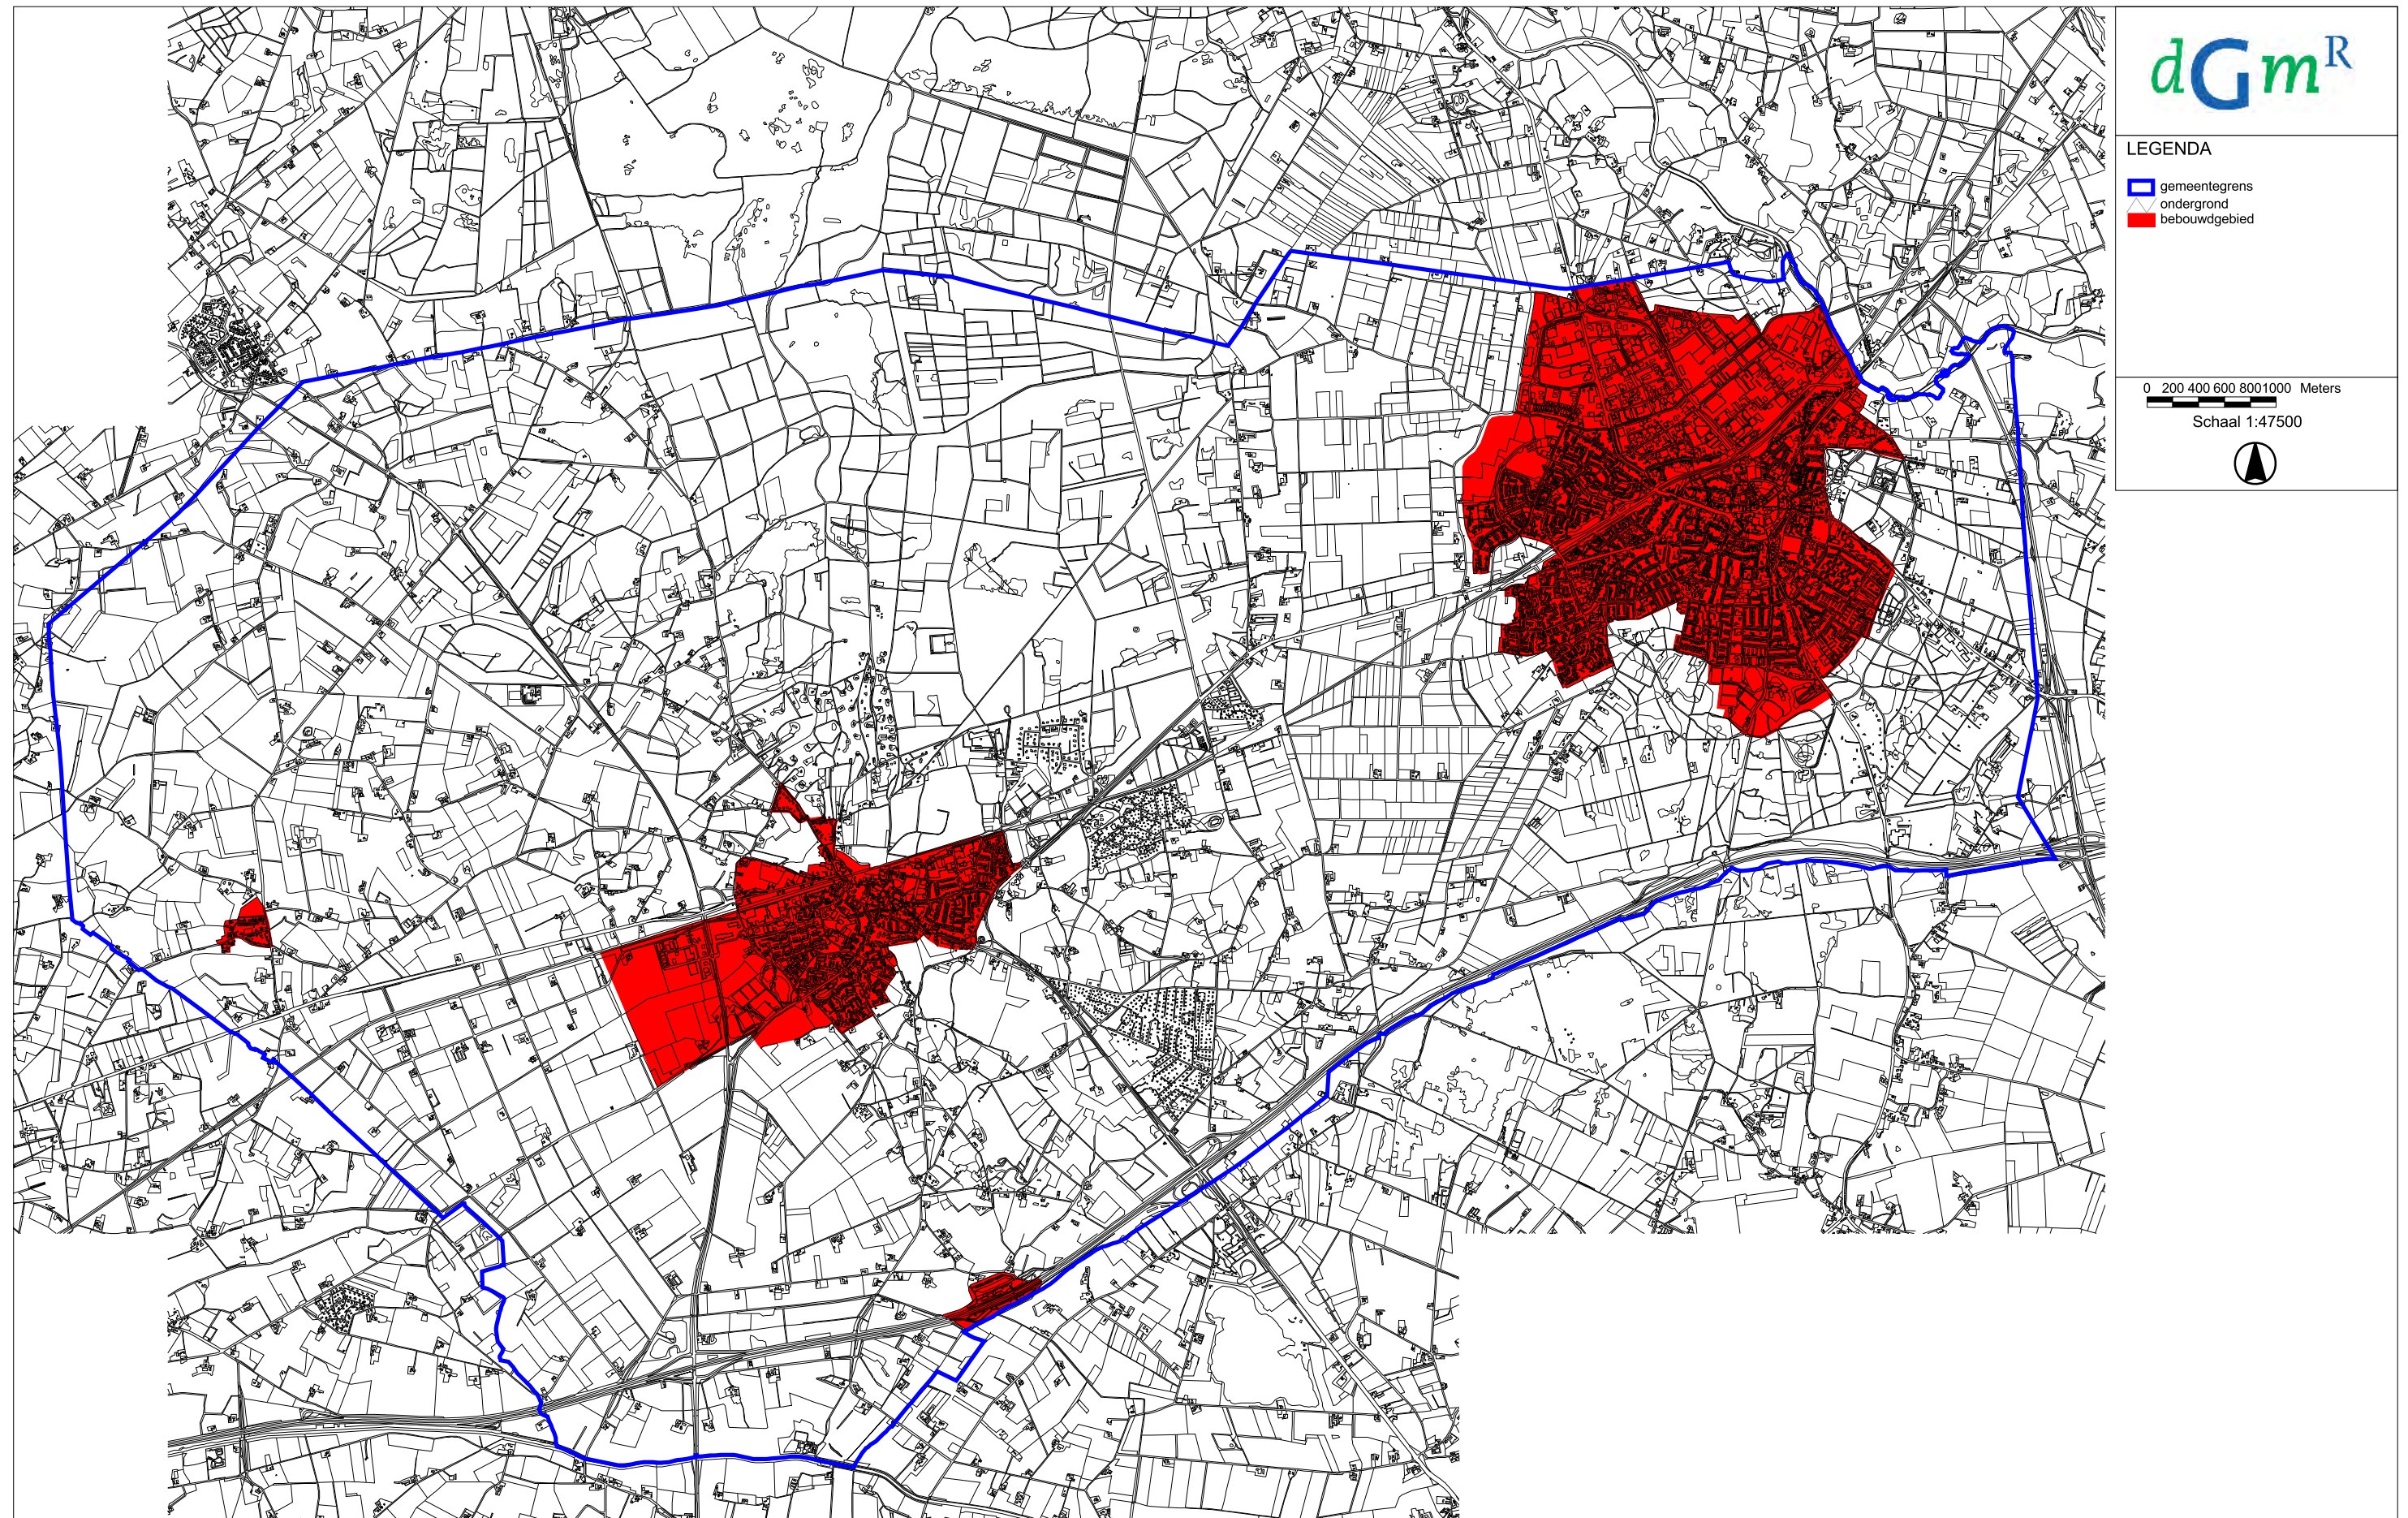 dGmR
LEGENDA
gemeentegrens
ondergrond
bebouwdgebied
0 200 400 600 8001000 Meters
Schaal 1:47500